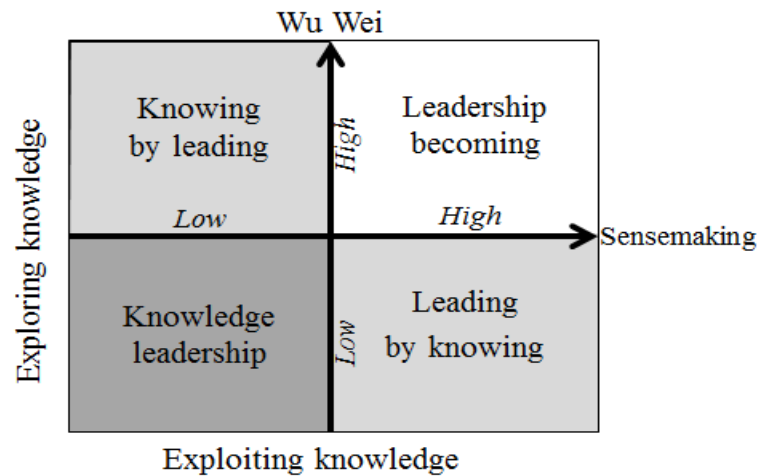 Wu Wei
Knowing
by leading
High
Leadership
becoming
Exploring knowledge
Low
High
Sensemaking
Knowledge
leadership
Low
Leading
by knowing
Exploiting knowledge